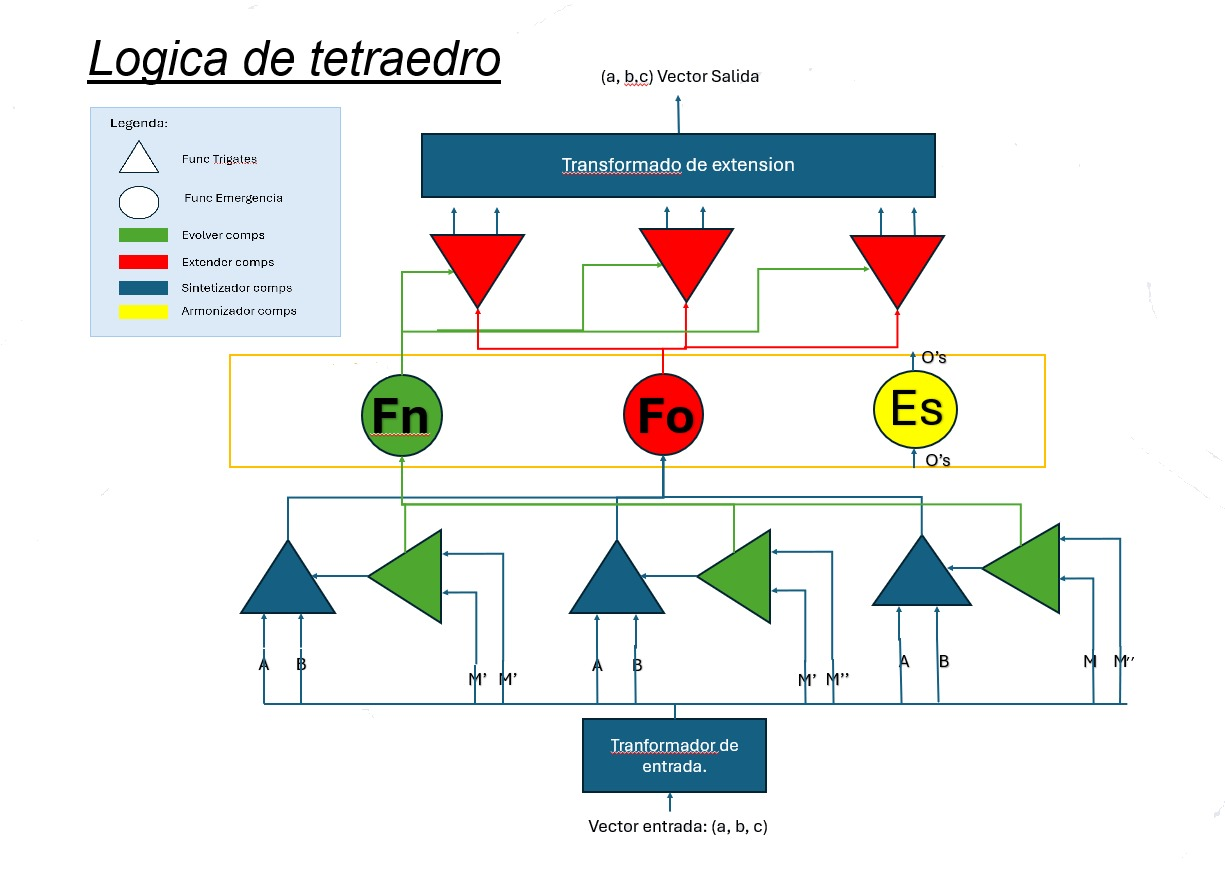 Logica de tetraedro
(a, b,c) Vector Salida
Legenda:
Func Trigates
Func Emergencia
Evolver comps
Extender comps
Sintetizador comps
Armonizador comps
Transformado de extension
O's
Fn
Fo
Es
O's
A
B
M' M'
A
B
M' M''
A
B
M
M''
Tranformador de
entrada.
Vector entrada: (a, b, c)